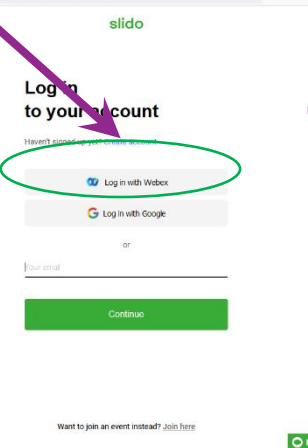 slido
Log in
to your account
Haven't signed up yet? Create account
Log in with Webex
Log in with Google
or
Your email
Continue
Want to join an event instead? Join here